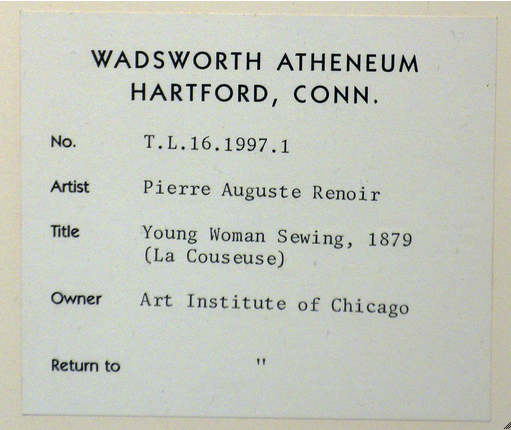 WADSWORTH ATHENEUM
HARTFORD, CONN.
No. T.L.16.1997.1
Artist Pierre Auguste Renoir
Title Young Woman Sewing, 1879
(La Couseuse)
Owner Art Institute of Chicago
Return to "